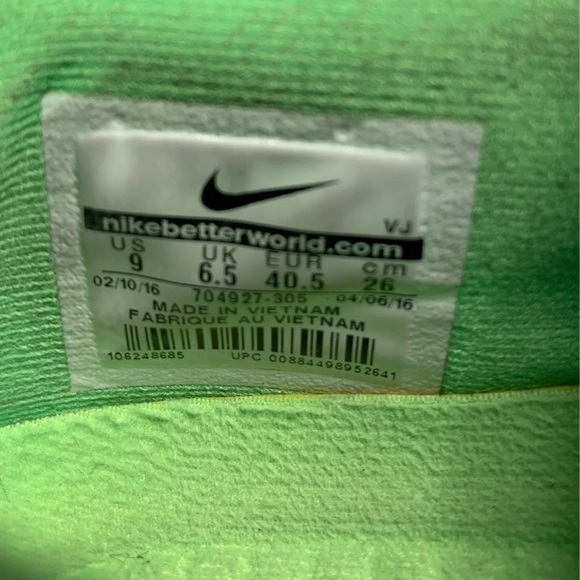 VJ
nikebetterworld.com
US UK EUR cm
9 6.5 40.5 26
02/10/16 704927-305 04/06/16
MADE IN VIETNAM
FABRIQUE AU VIETNAM
106248685 UPC 00884498952641